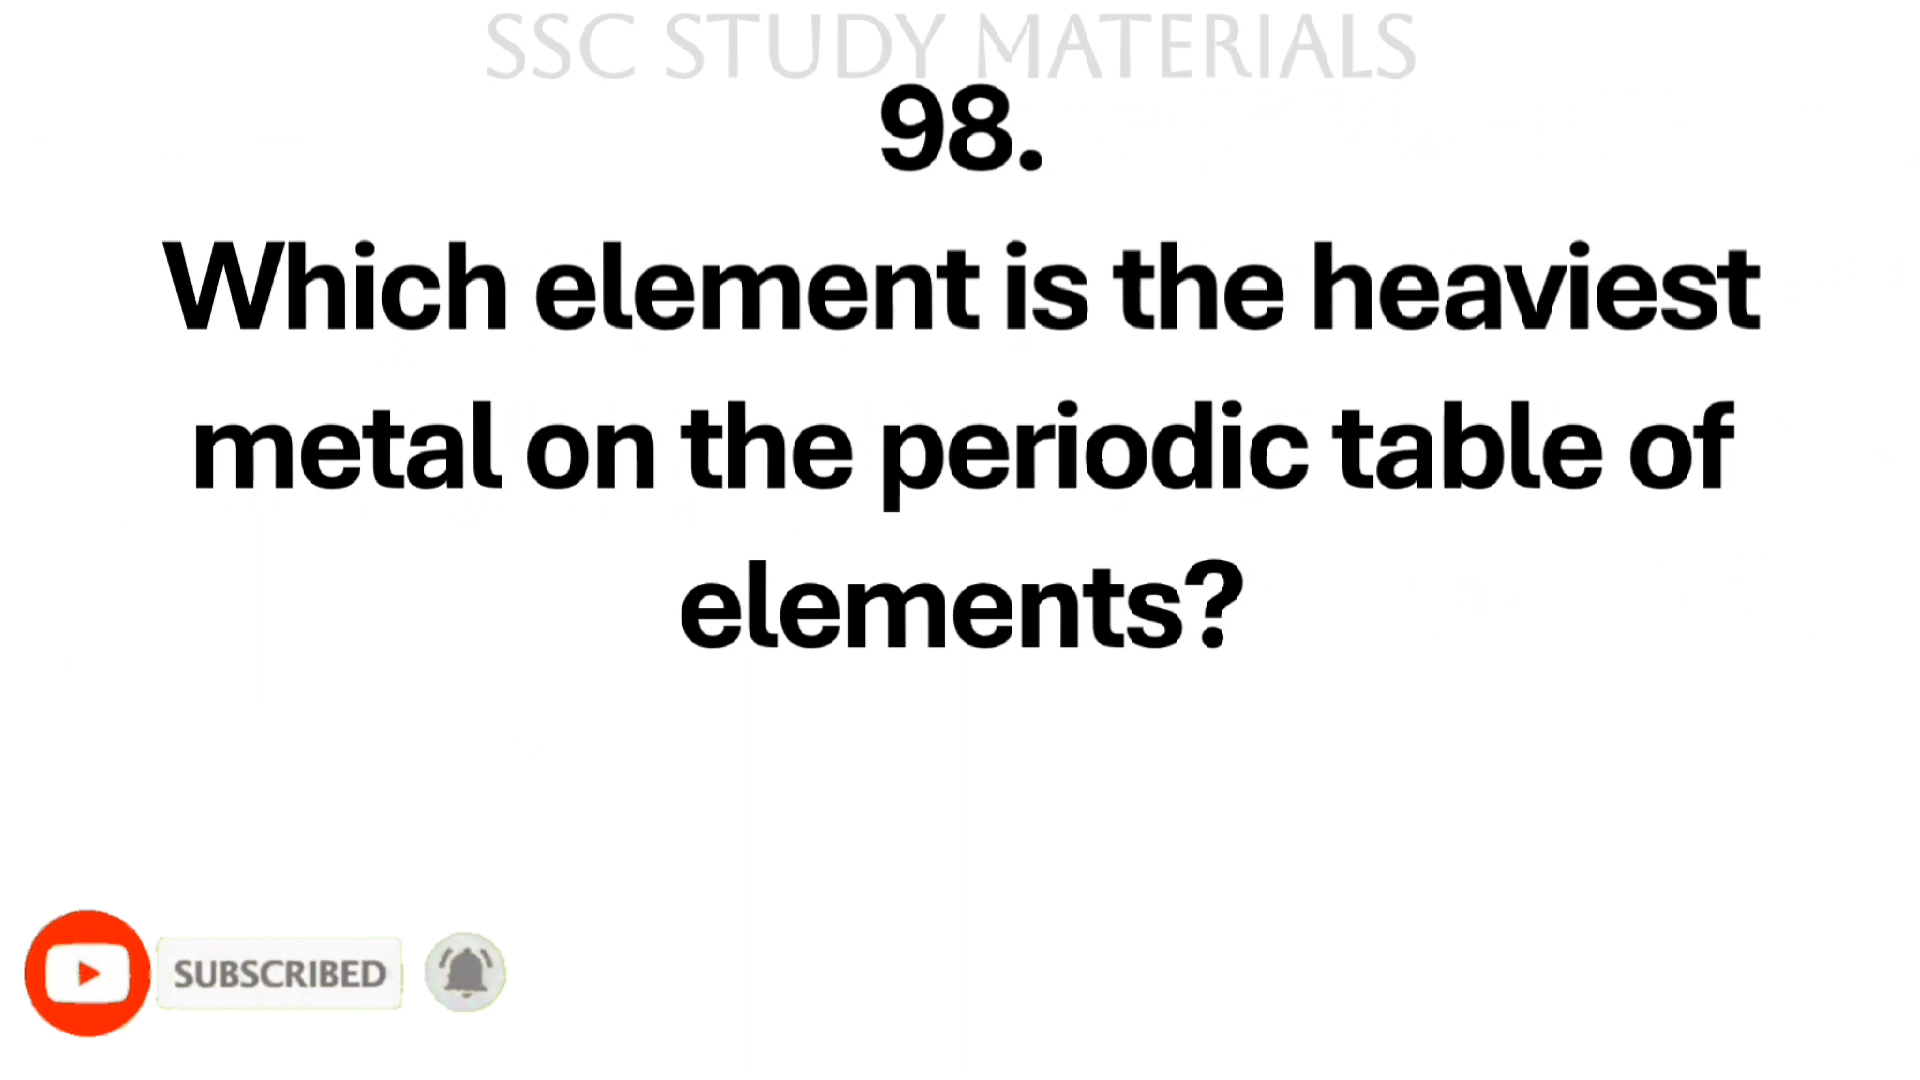 SSC STUDY MATERIALS
98.
Which element is the heaviest
metal on the periodic table of
elements?
SUBSCRIBED